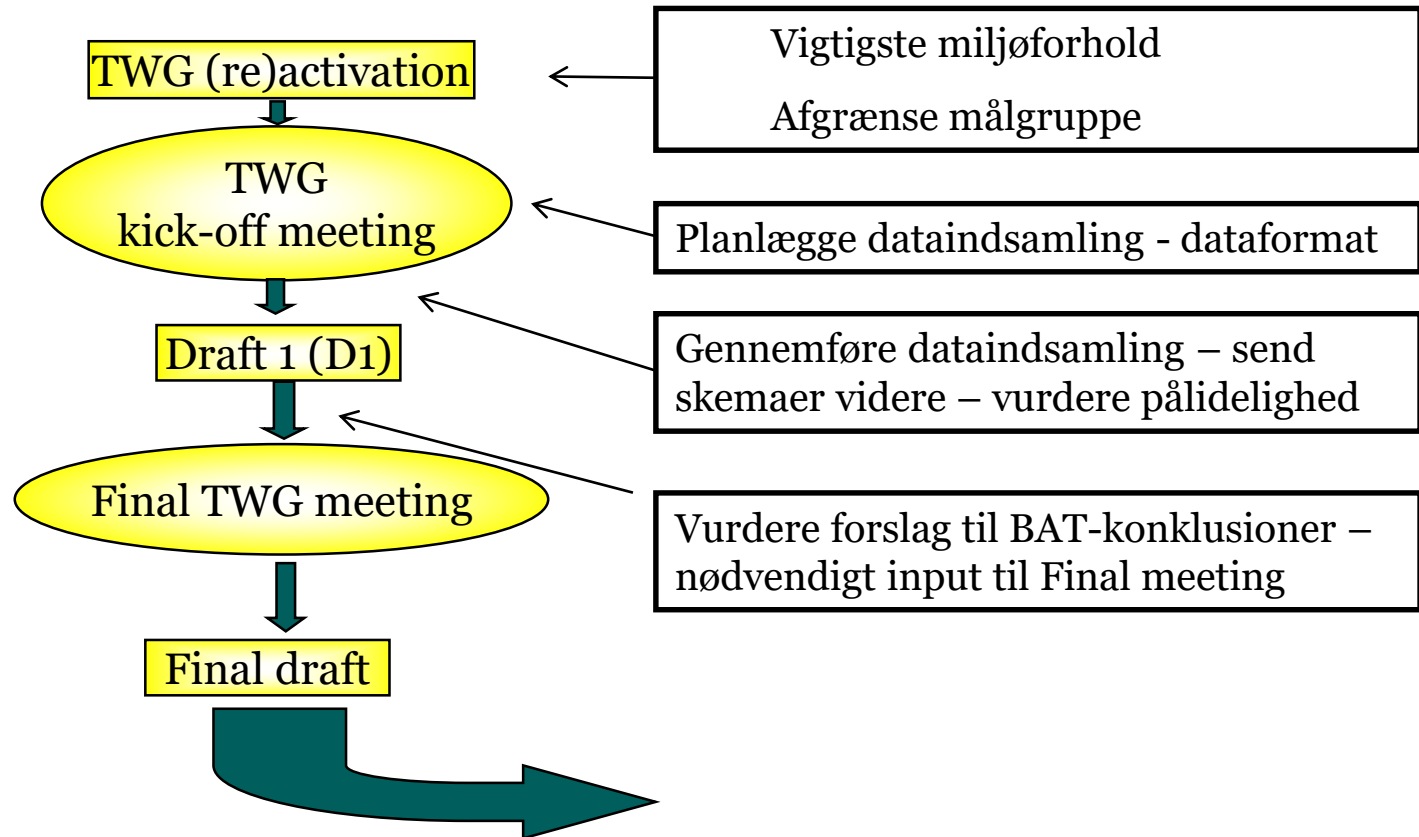 TWG (re)activation
TWG
kick-off meeting
Draft 1 (D1)
Final TWG meeting
Final draft
Vigtigste miljøforhold
Afgrænse målgruppe
Planlægge dataindsamling - dataformat
Gennemføre dataindsamling – send
skemaer videre – vurdere pålidelighed
Vurdere forslag til BAT-konklusioner –
nødvendigt input til Final meeting